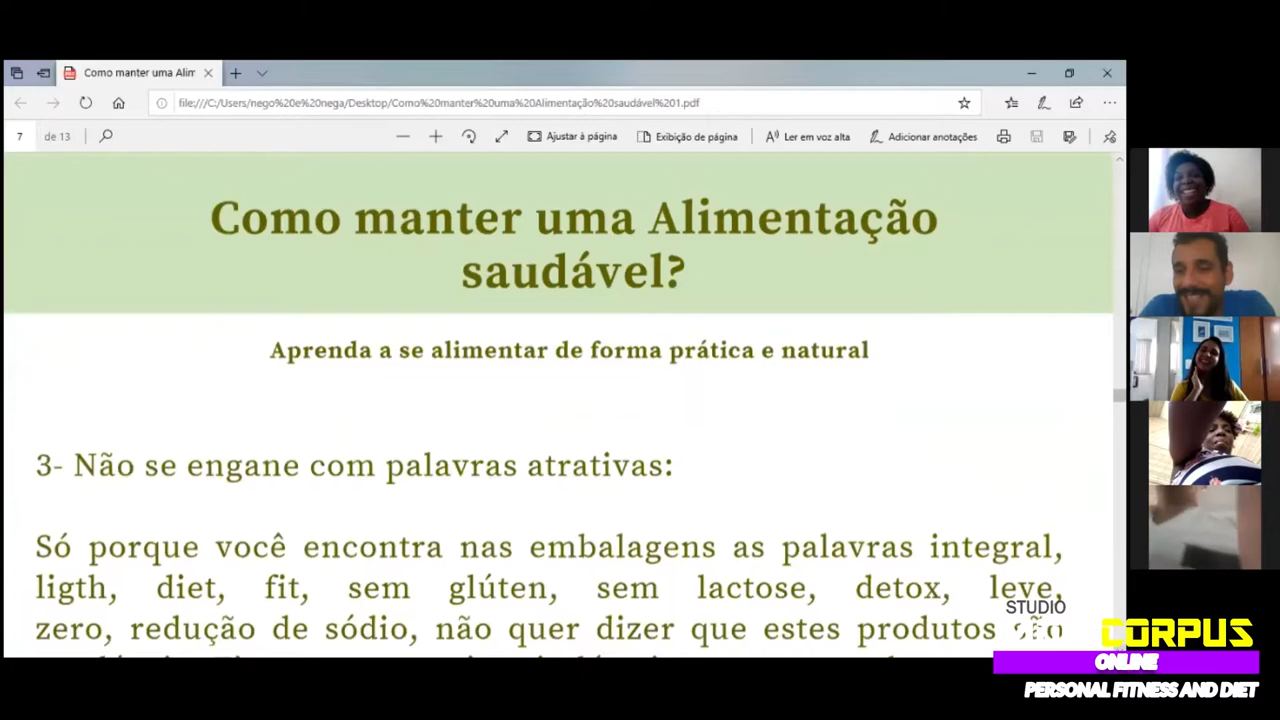 Como manter uma Alim
file:///C:/Users/nego%20e%20nega/Desktop/Como%20manter%20uma%20Alimentação%20saudável%201.pdf
7 de 13
Ajustar à página
Exibição de página
Ler em voz alta
Adicionar anotações
Como manter uma Alimentação
saudável?
Aprenda a se alimentar de forma prática e natural
3- Não se engane com palavras atrativas:
Só porque você encontra nas embalagens as palavras integral,
ligth, diet, fit, sem glúten, sem lactose, detox, leve,
zero, redução de sódio, não quer dizer que estes produtos são
STUDIO
CORPUS
ONLINE
PERSONAL FITNESS AND DIET